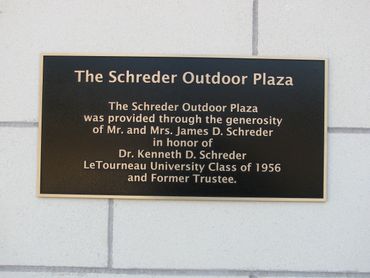 The Schreder Outdoor Plaza
The Schreder Outdoor Plaza
was provided through the generosity
of Mr. and Mrs. James D. Schreder
in honor of
Dr. Kenneth D. Schreder
LeTourneau University Class of 1956
and Former Trustee.